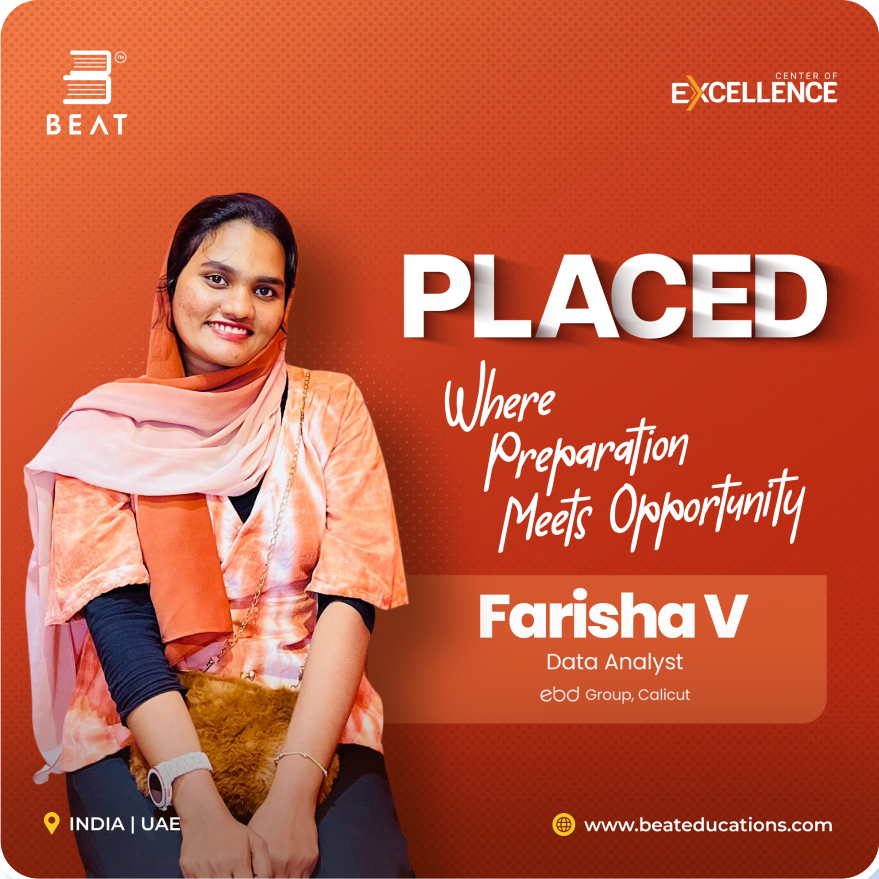 TM
BEAT
CENTER OF
EXCELLENCE
PLACED
Where
Preparation
Meets Opportunity
Farisha V
Data Analyst
ebd Group, Calicut
INDIA | UAE
www.beateducations.com